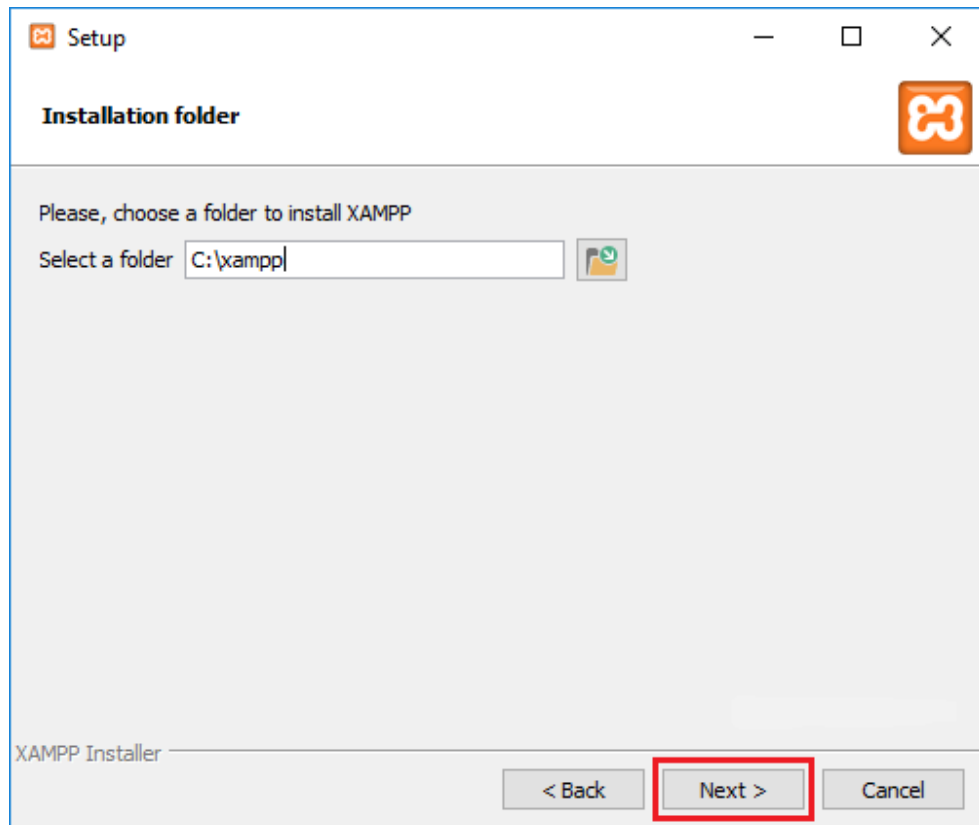 Setup
Installation folder
Please, choose a folder to install XAMPP
Select a folder C:\xampp
XAMPP Installer
< Back Next > Cancel